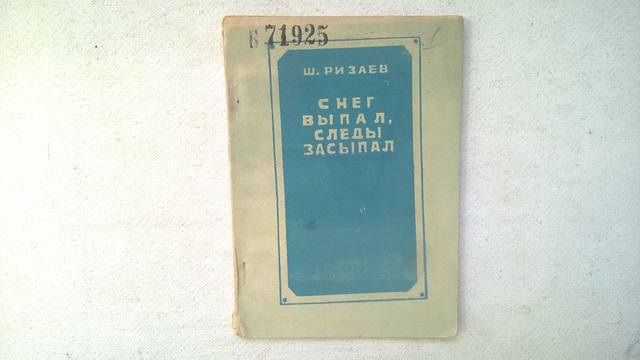 В 71925
Ш. РИЗАЕВ
СНЕГ
ВЫПАЛ,
СЛЕДЫ
ЗАСЫПАЛ